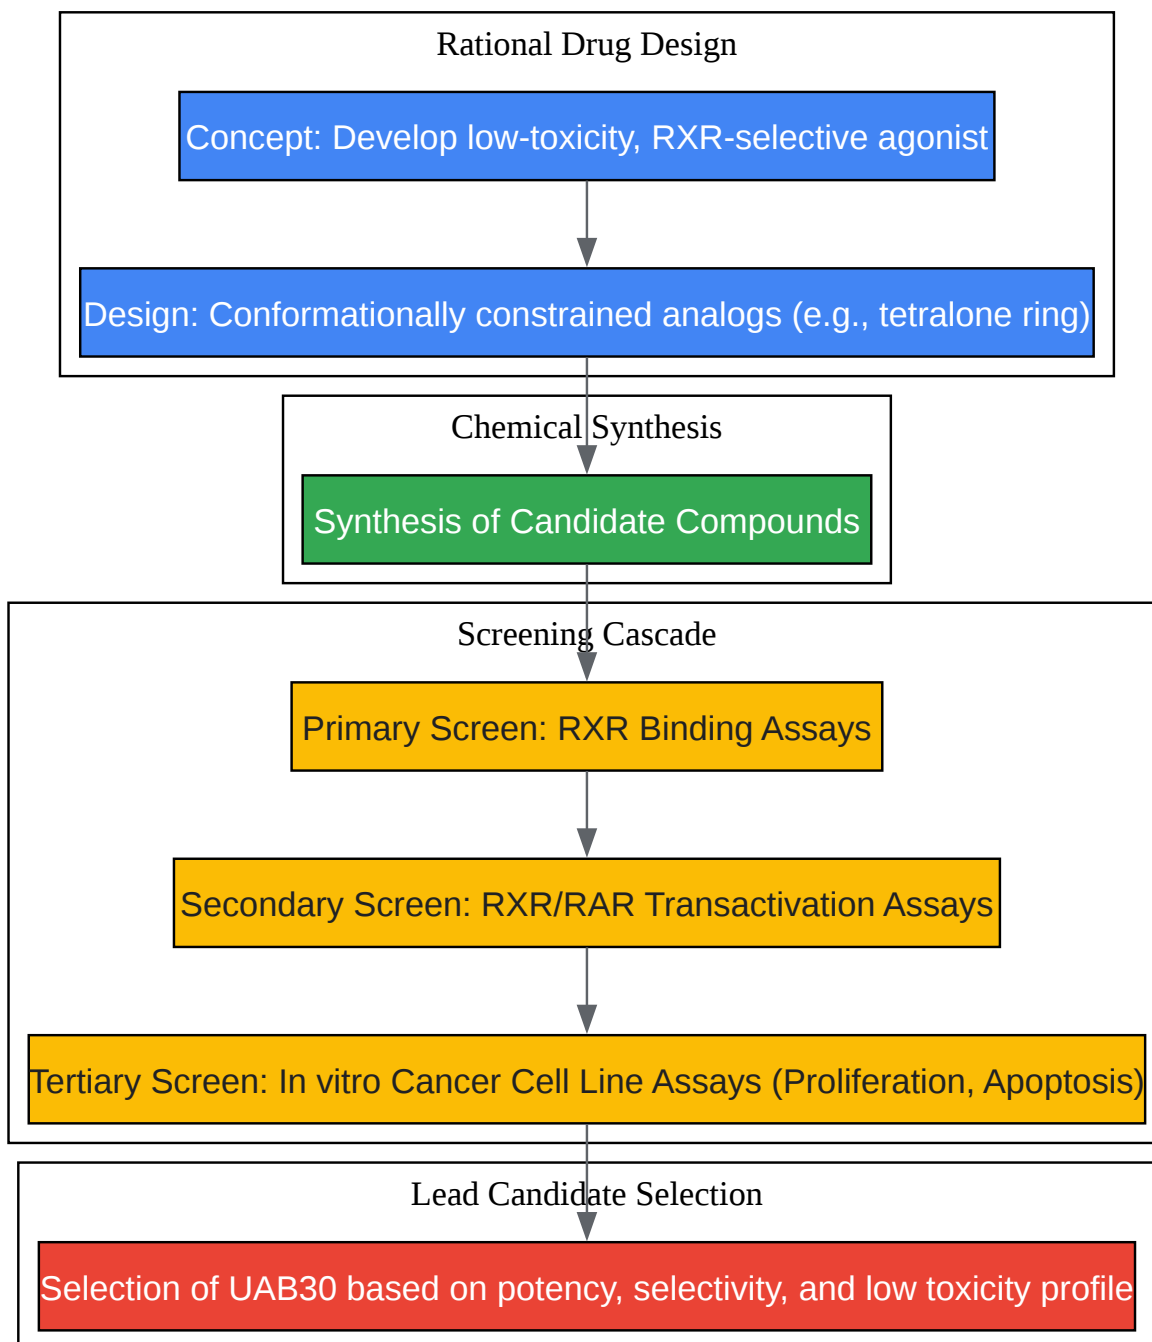 Rational Drug Design
Concept: Develop low-toxicity, RXR-selective agonist
Design: Conformationally constrained analogs (e.g., tetralone ring)
Chemical Synthesis
Synthesis of Candidate Compounds
Screening Cascade
Primary Screen: RXR Binding Assays
Secondary Screen: RXR/RAR Transactivation Assays
Tertiary Screen: In vitro Cancer Cell Line Assays (Proliferation, Apoptosis)
Lead Candidate Selection
Selection of UAB30 based on potency, selectivity, and low toxicity profile